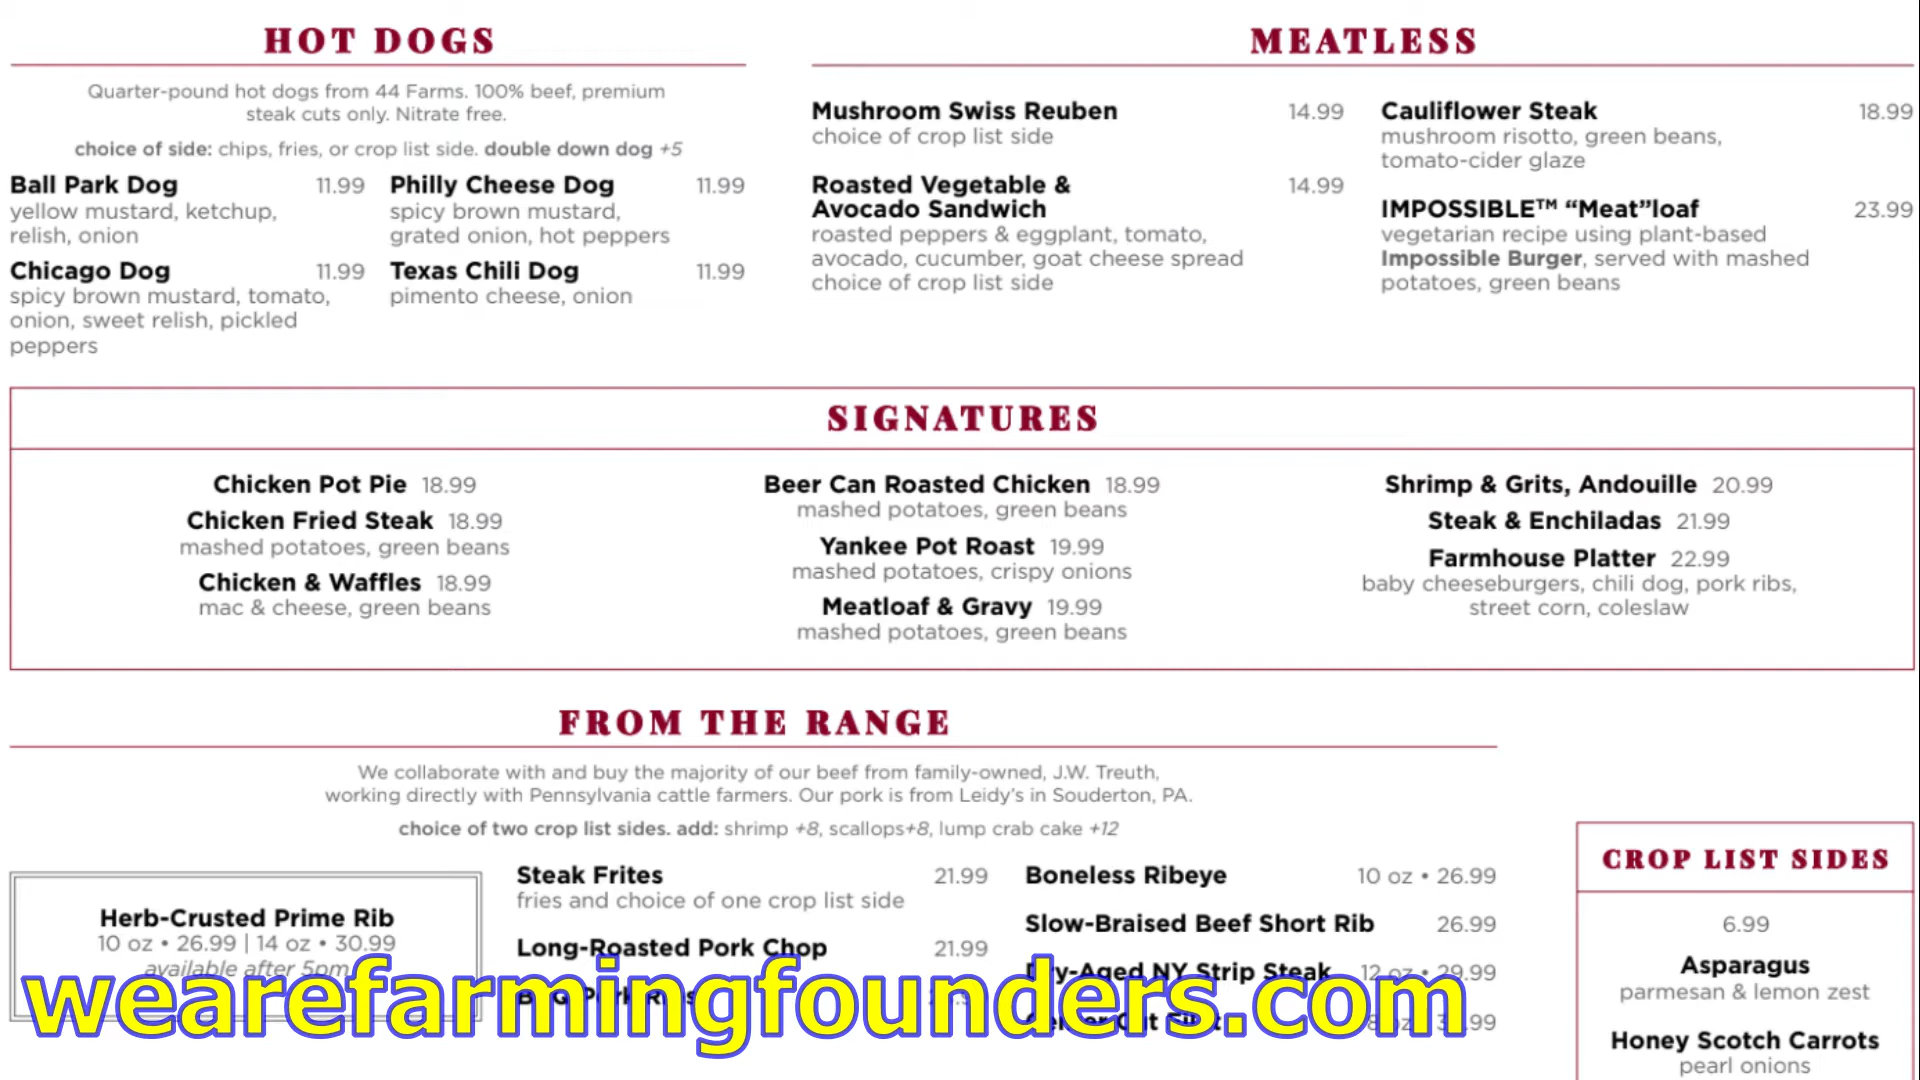 HOT DOGS
Quarter-pound hot dogs from 44 Farms. 100% beef, premium
steak cuts only. Nitrate free.
choice of side: chips, fries, or crop list side. double down dog +5
Ball Park Dog 11.99
yellow mustard, ketchup,
relish, onion
Chicago Dog 11.99
spicy brown mustard, tomato,
onion, sweet relish, pickled
peppers
Philly Cheese Dog 11.99
spicy brown mustard,
grated onion, hot peppers
Texas Chili Dog 11.99
pimento cheese, onion
MEATLESS
Mushroom Swiss Reuben 14.99
choice of crop list side
Roasted Vegetable & 14.99
Avocado Sandwich
roasted peppers & eggplant, tomato,
avocado, cucumber, goat cheese spread
choice of crop list side
Cauliflower Steak 18.99
mushroom risotto, green beans,
tomato-cider glaze
IMPOSSIBLE™ “Meat”loaf 23.99
vegetarian recipe using plant-based
Impossible Burger, served with mashed
potatoes, green beans
SIGNATURES
Chicken Pot Pie 18.99
Chicken Fried Steak 18.99
mashed potatoes, green beans
Chicken & Waffles 18.99
mac & cheese, green beans
Beer Can Roasted Chicken 18.99
mashed potatoes, green beans
Yankee Pot Roast 19.99
mashed potatoes, crispy onions
Meatloaf & Gravy 19.99
mashed potatoes, green beans
Shrimp & Grits, Andouille 20.99
Steak & Enchiladas 21.99
Farmhouse Platter 22.99
baby cheeseburgers, chili dog, pork ribs,
street corn, coleslaw
FROM THE RANGE
We collaborate with and buy the majority of our beef from family-owned, J.W. Treuth,
working directly with Pennsylvania cattle farmers. Our pork is from Leidy’s in Souderton, PA.
choice of two crop list sides. add: shrimp +8, scallops+8, lump crab cake +12
Herb-Crusted Prime Rib
10 oz • 26.99 | 14 oz • 30.99
available after 5pm
Steak Frites 21.99
fries and choice of one crop list side
Long-Roasted Pork Chop 21.99
Boneless Ribeye 10 oz • 26.99
Slow-Braised Beef Short Rib 26.99
Dry-Aged NY Strip Steak 12 oz • 29.99
CROP LIST SIDES
6.99
Asparagus
parmesan & lemon zest
Honey Scotch Carrots
pearl onions
wearefarmingfounders.com